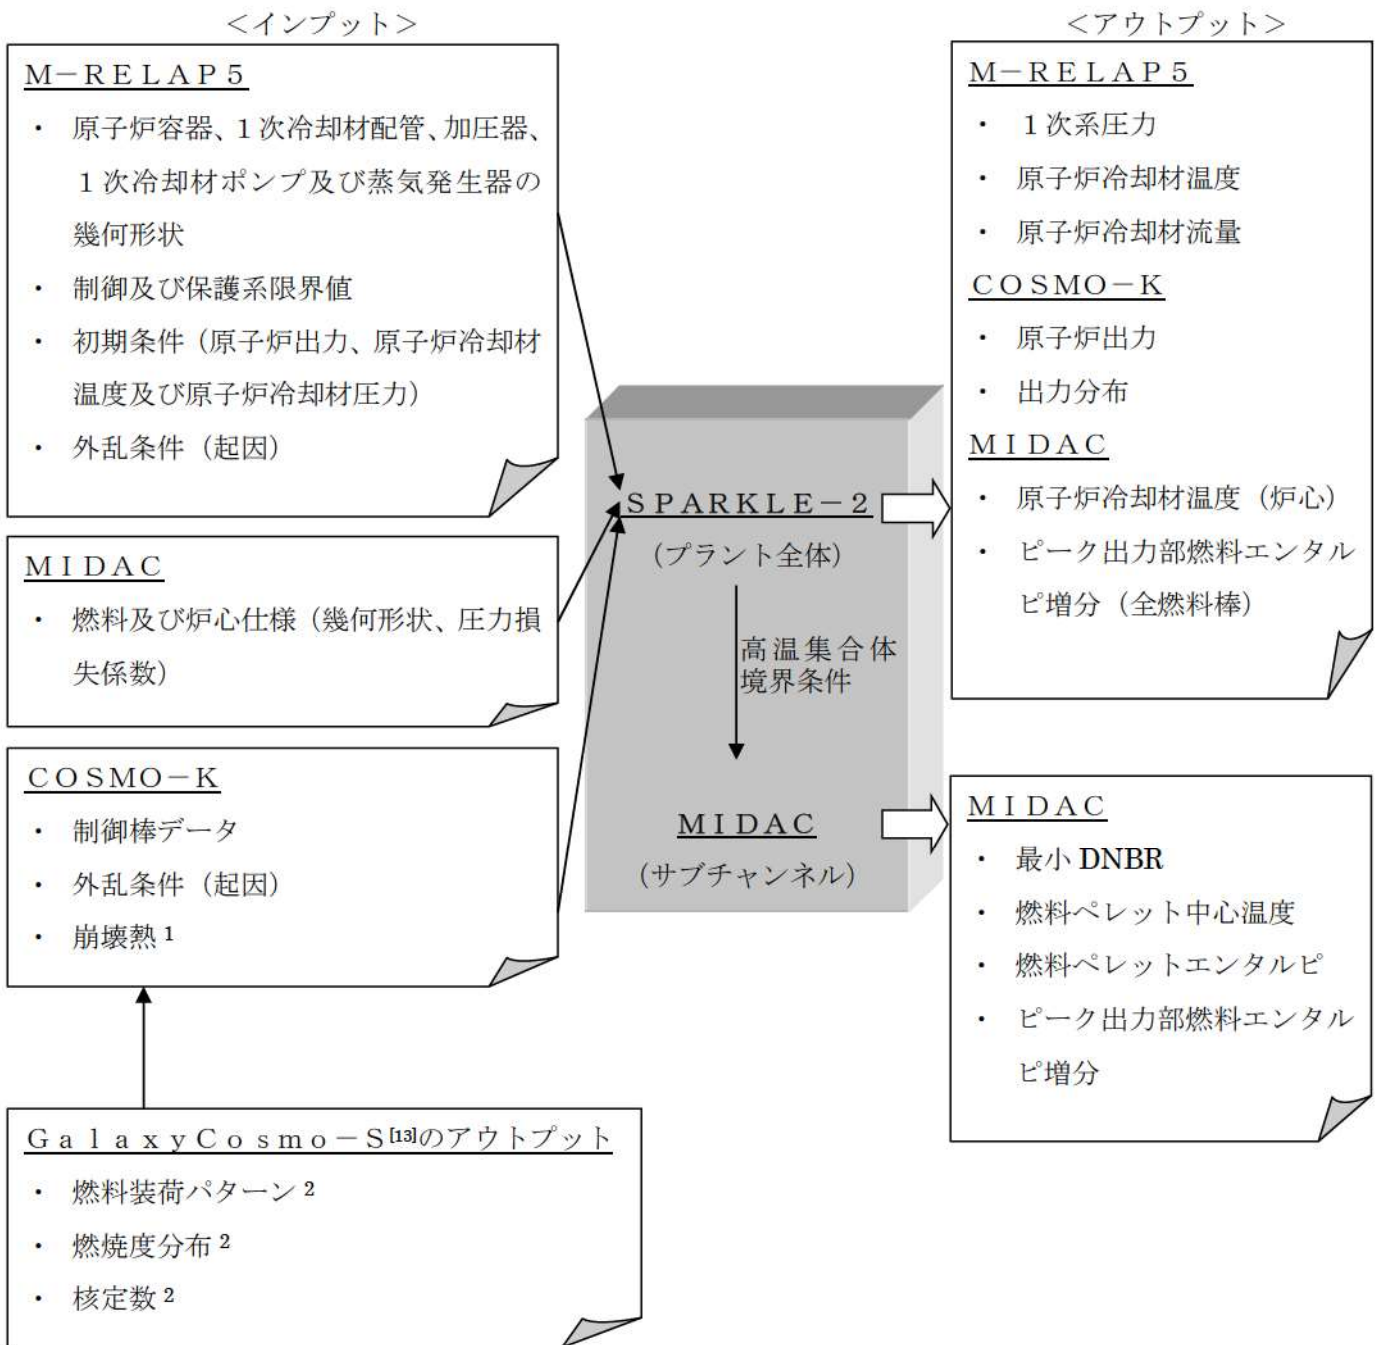 ＜インプット＞
Ｍ－ＲＥＬＡＰ５
・ 原子炉容器、１次冷却材配管、加圧器、
１次冷却材ポンプ及び蒸気発生器の
幾何形状
・ 制御及び保護系限界値
・ 初期条件（原子炉出力、原子炉冷却材
温度及び原子炉冷却材圧力）
・ 外乱条件（起因）
ＭＩＤＡＣ
・ 燃料及び炉心仕様（幾何形状、圧力損
失係数）
ＣＯＳＭＯ－Ｋ
・ 制御棒データ
・ 外乱条件（起因）
・ 崩壊熱 1
ＧａｌａｘｙＣｏｓｍｏ－Ｓ[13]のアウトプット
・ 燃料装荷パターン 2
・ 燃焼度分布 2
・ 核定数 2
ＳＰＡＲＫＬＥ－２
（プラント全体）
高温集合体
境界条件
ＭＩＤＡＣ
（サブチャンネル）
＜アウトプット＞
Ｍ－ＲＥＬＡＰ５
・ １次系圧力
・ 原子炉冷却材温度
・ 原子炉冷却材流量
ＣＯＳＭＯ－Ｋ
・ 原子炉出力
・ 出力分布
ＭＩＤＡＣ
・ 原子炉冷却材温度（炉心）
・ ピーク出力部燃料エンタル
ピ増分（全燃料棒）
ＭＩＤＡＣ
・ 最小 DNBR
・ 燃料ペレット中心温度
・ 燃料ペレットエンタルピ
・ ピーク出力部燃料エンタル
ピ増分